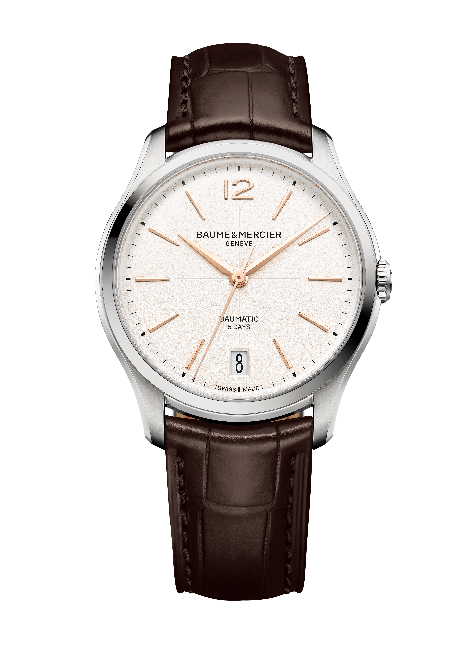 12
BAUME & MERCIER
GENEVE
BAUMATIC
5 DAYS
8
SWISS MADE